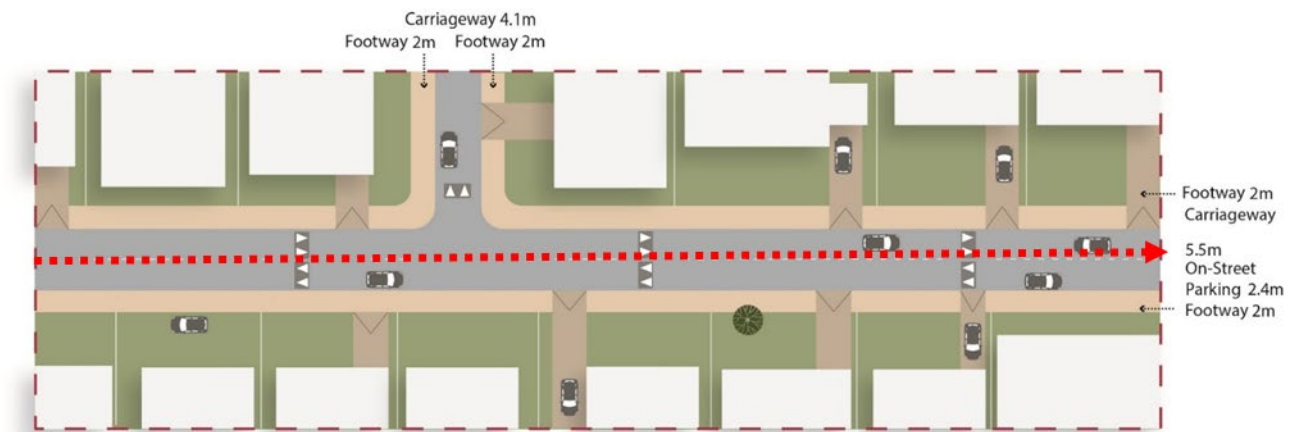 Carriageway 4.1m
Footway 2m Footway 2m
Footway 2m
Carriageway
5.5m
On-Street
Parking 2.4m
Footway 2m